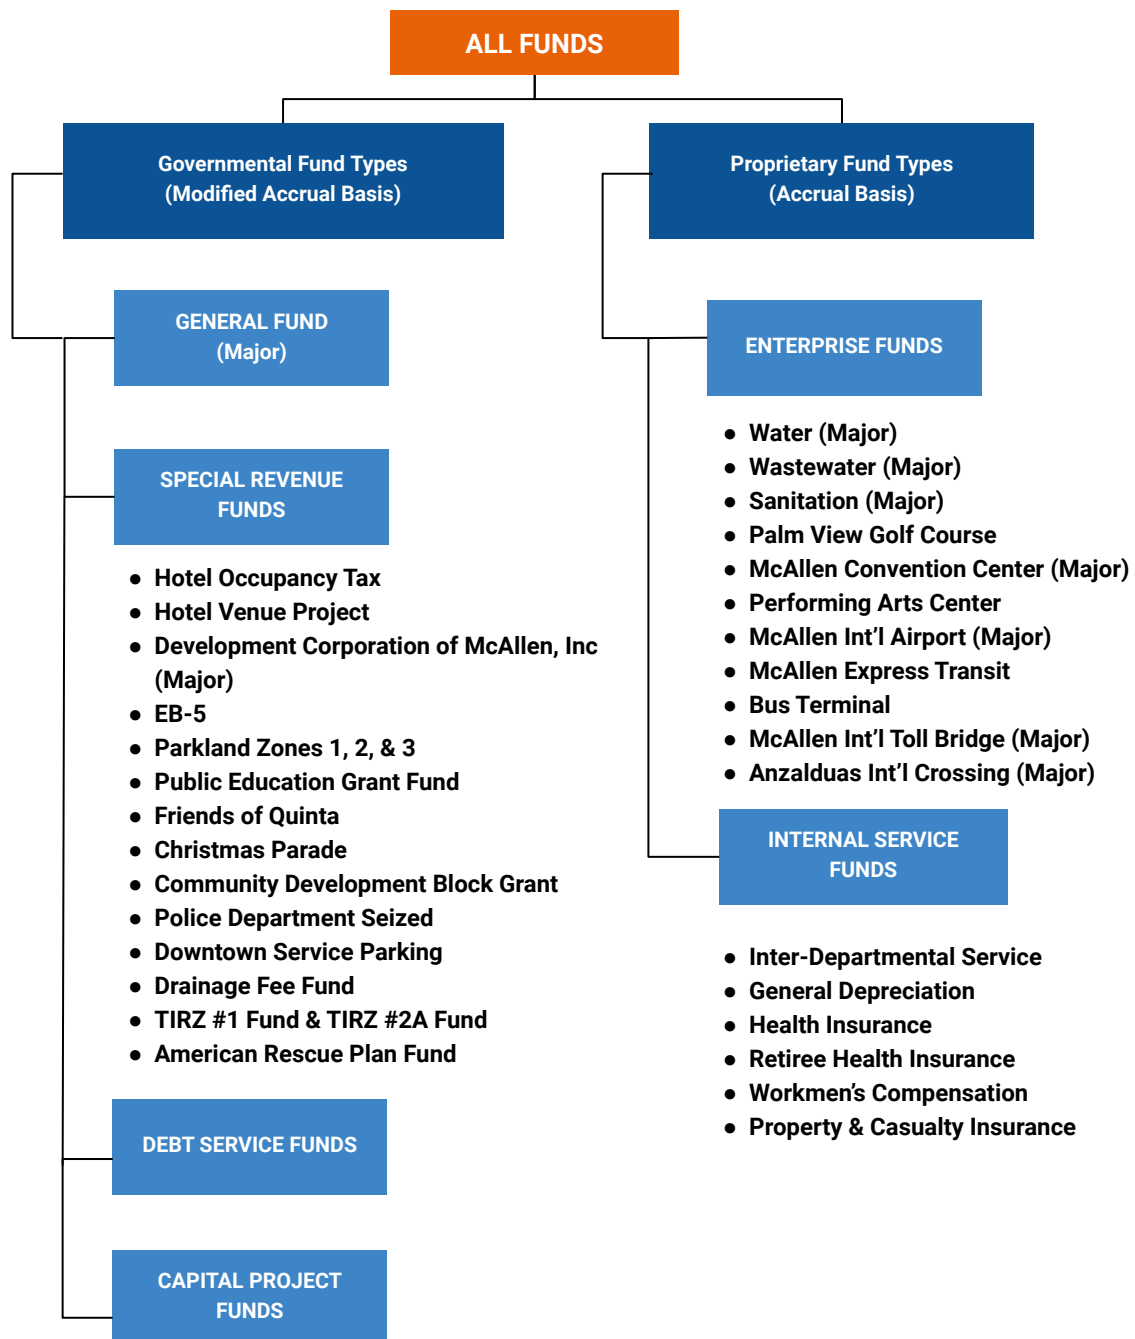 ALL FUNDS
Governmental Fund Types
(Modified Accrual Basis)
GENERAL FUND
(Major)
SPECIAL REVENUE
FUNDS
● Hotel Occupancy Tax
● Hotel Venue Project
● Development Corporation of McAllen, Inc
(Major)
● EB-5
● Parkland Zones 1, 2, & 3
● Public Education Grant Fund
● Friends of Quinta
● Christmas Parade
● Community Development Block Grant
● Police Department Seized
● Downtown Service Parking
● Drainage Fee Fund
● TIRZ #1 Fund & TIRZ #2A Fund
● American Rescue Plan Fund
DEBT SERVICE FUNDS
CAPITAL PROJECT
FUNDS
Proprietary Fund Types
(Accrual Basis)
ENTERPRISE FUNDS
● Water (Major)
● Wastewater (Major)
● Sanitation (Major)
● Palm View Golf Course
● McAllen Convention Center (Major)
● Performing Arts Center
● McAllen Int’l Airport (Major)
● McAllen Express Transit
● Bus Terminal
● McAllen Int’l Toll Bridge (Major)
● Anzalduas Int’l Crossing (Major)
INTERNAL SERVICE
FUNDS
● Inter-Departmental Service
● General Depreciation
● Health Insurance
● Retiree Health Insurance
● Workmen’s Compensation
● Property & Casualty Insurance